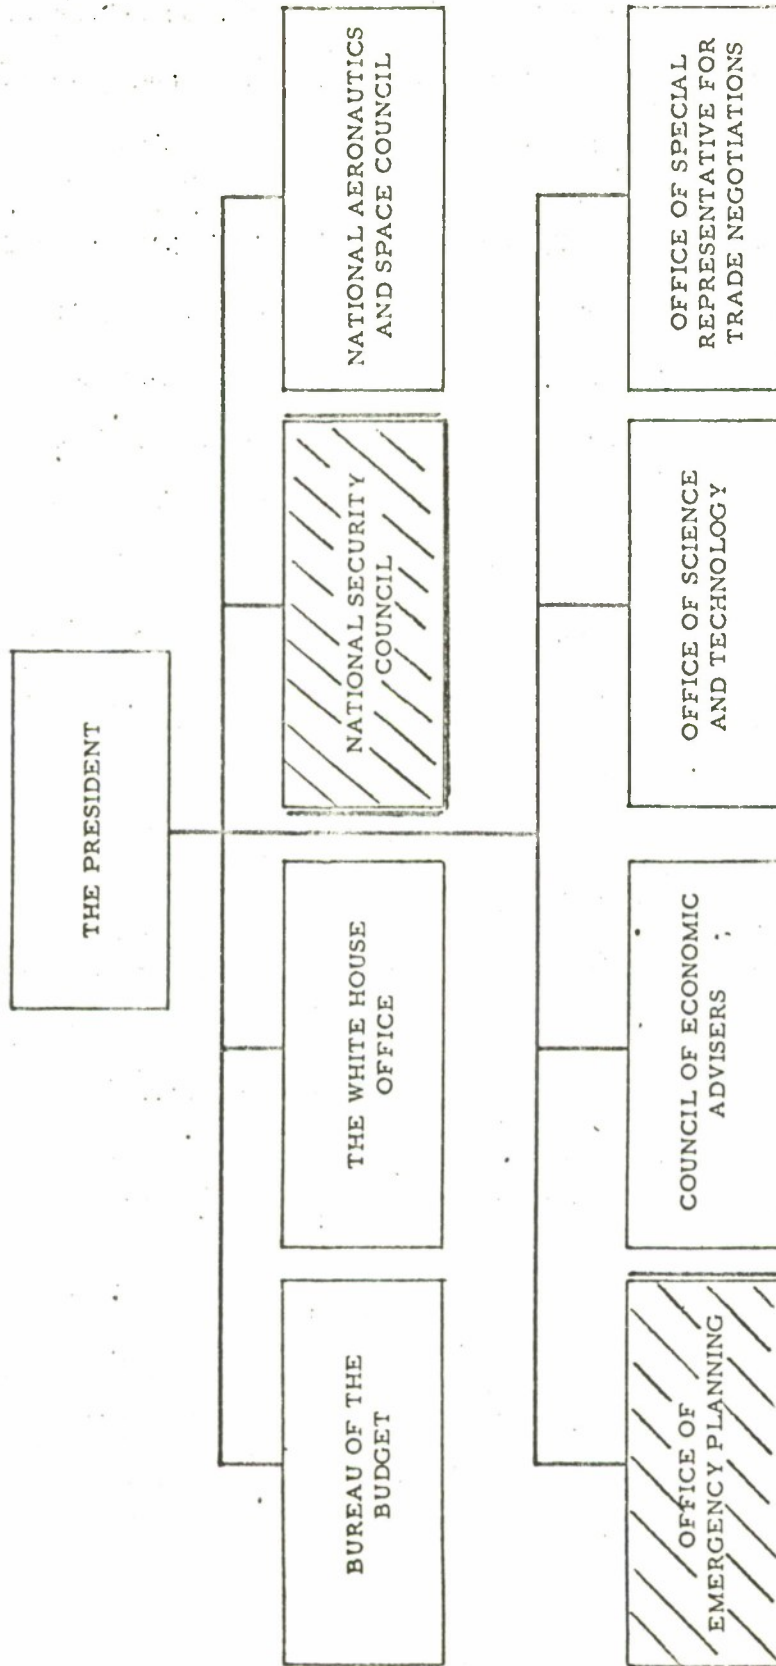 THE PRESIDENT
BUREAU OF THE
BUDGET
THE WHITE HOUSE
OFFICE
NATIONAL SECURITY
COUNCIL
NATIONAL AERONAUTICS
AND SPACE COUNCIL
OFFICE OF
EMERGENCY PLANNING
COUNCIL OF ECONOMIC
ADVISERS
OFFICE OF SCIENCE
AND TECHNOLOGY
OFFICE OF SPECIAL
REPRESENTATIVE FOR
TRADE NEGOTIATIONS